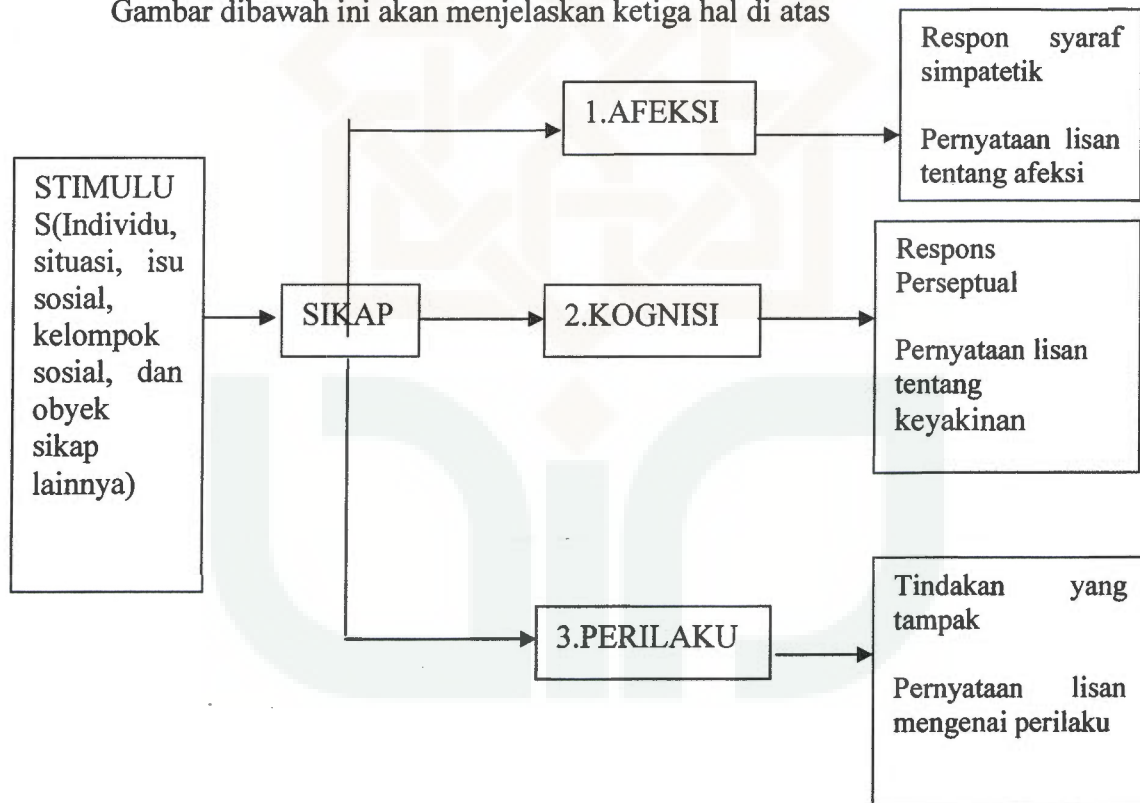 Gambar dibawah ini akan menjelaskan ketiga hal di atas
STIMULU
S(Individu,
situasi, isu
sosial,
kelompok
sosial, dan
obyek
sikap
lainnya)
SIKAP
1.AFEKSI
Respon syaraf
simpatetik
Pernyataan lisan
tentang afeksi
2.KOGNISI
Respons
Perseptual
Pernyataan lisan
tentang
keyakinan
3.PERILAKU
Tindakan yang
tampak
Pernyataan lisan
mengenai perilaku